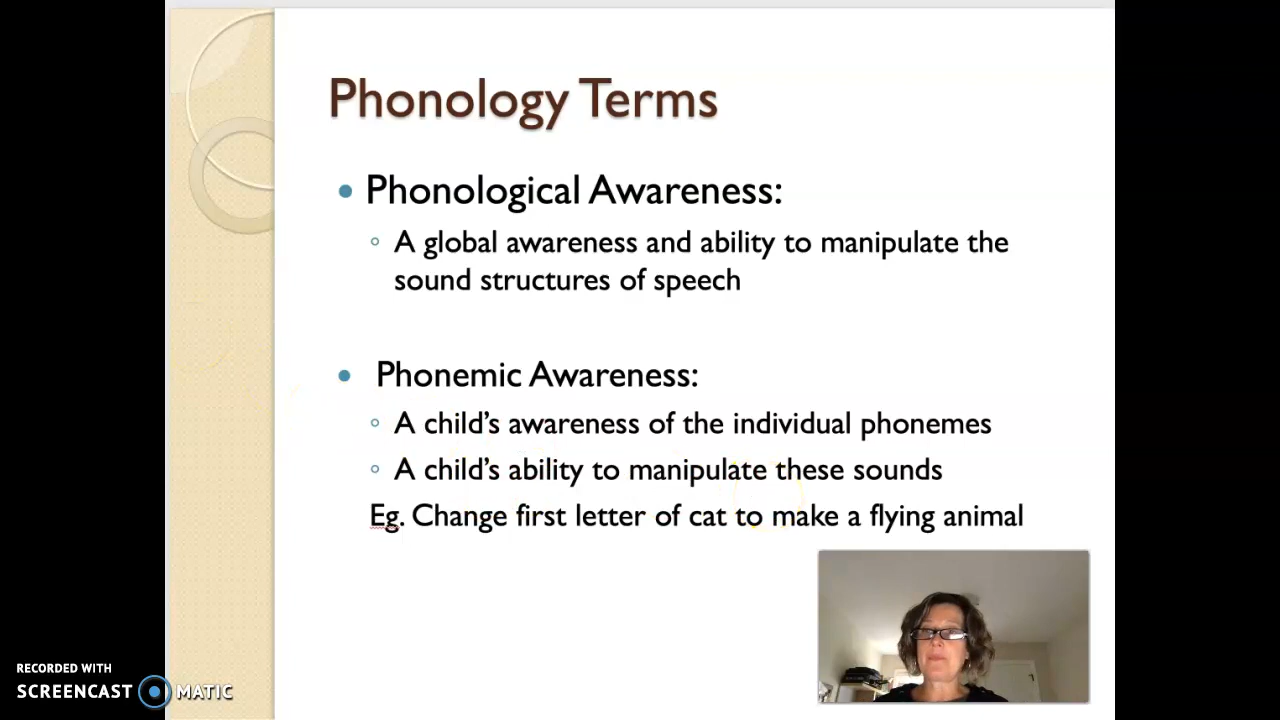 Phonology Terms
Phonological Awareness:
A global awareness and ability to manipulate the
sound structures of speech
Phonemic Awareness:
A child's awareness of the individual phonemes
A child's ability to manipulate these sounds
Eg. Change first letter of cat to make a flying animal
RECORDED WITH
SCREENCAST MATIC